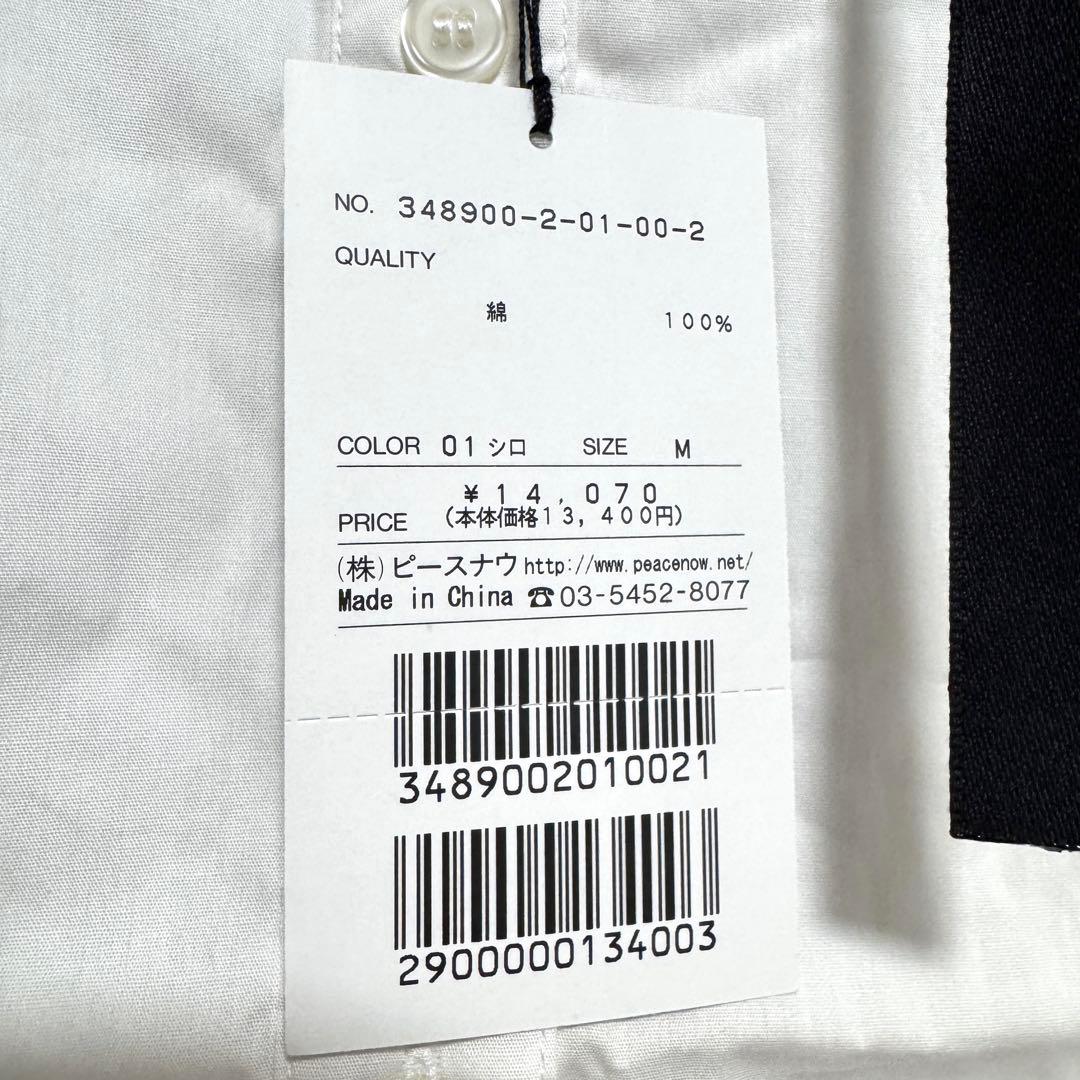 NO. 348900-2-01-00-2
QUALITY
綿 100%
COLOR 01 シロ SIZE M
¥14,070
PRICE (本体価格13,400円)
(株)ピースナウ http://www.peacenow.net/
Made in China ☎03-5452-8077
3489002010021
2900000134003